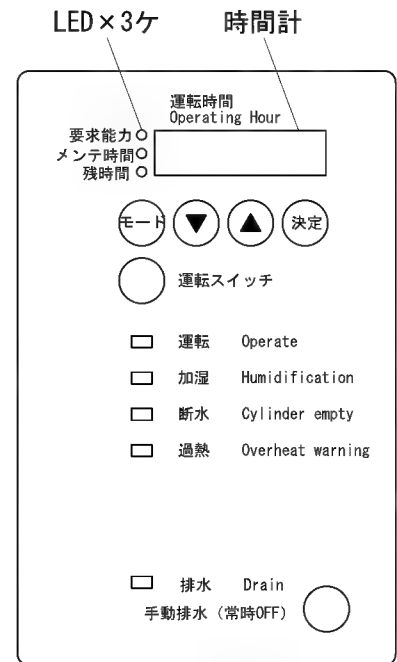 LED×3ケ 時間計
運転時間
Operating Hour
要求能力
メンテ時間
残時間
モード ▼ ▲ 決定
運転スイッチ
運転 Operate
加湿 Humidification
断水 Cylinder empty
過熱 Overheat warning
排水 Drain
手動排水（常時OFF）